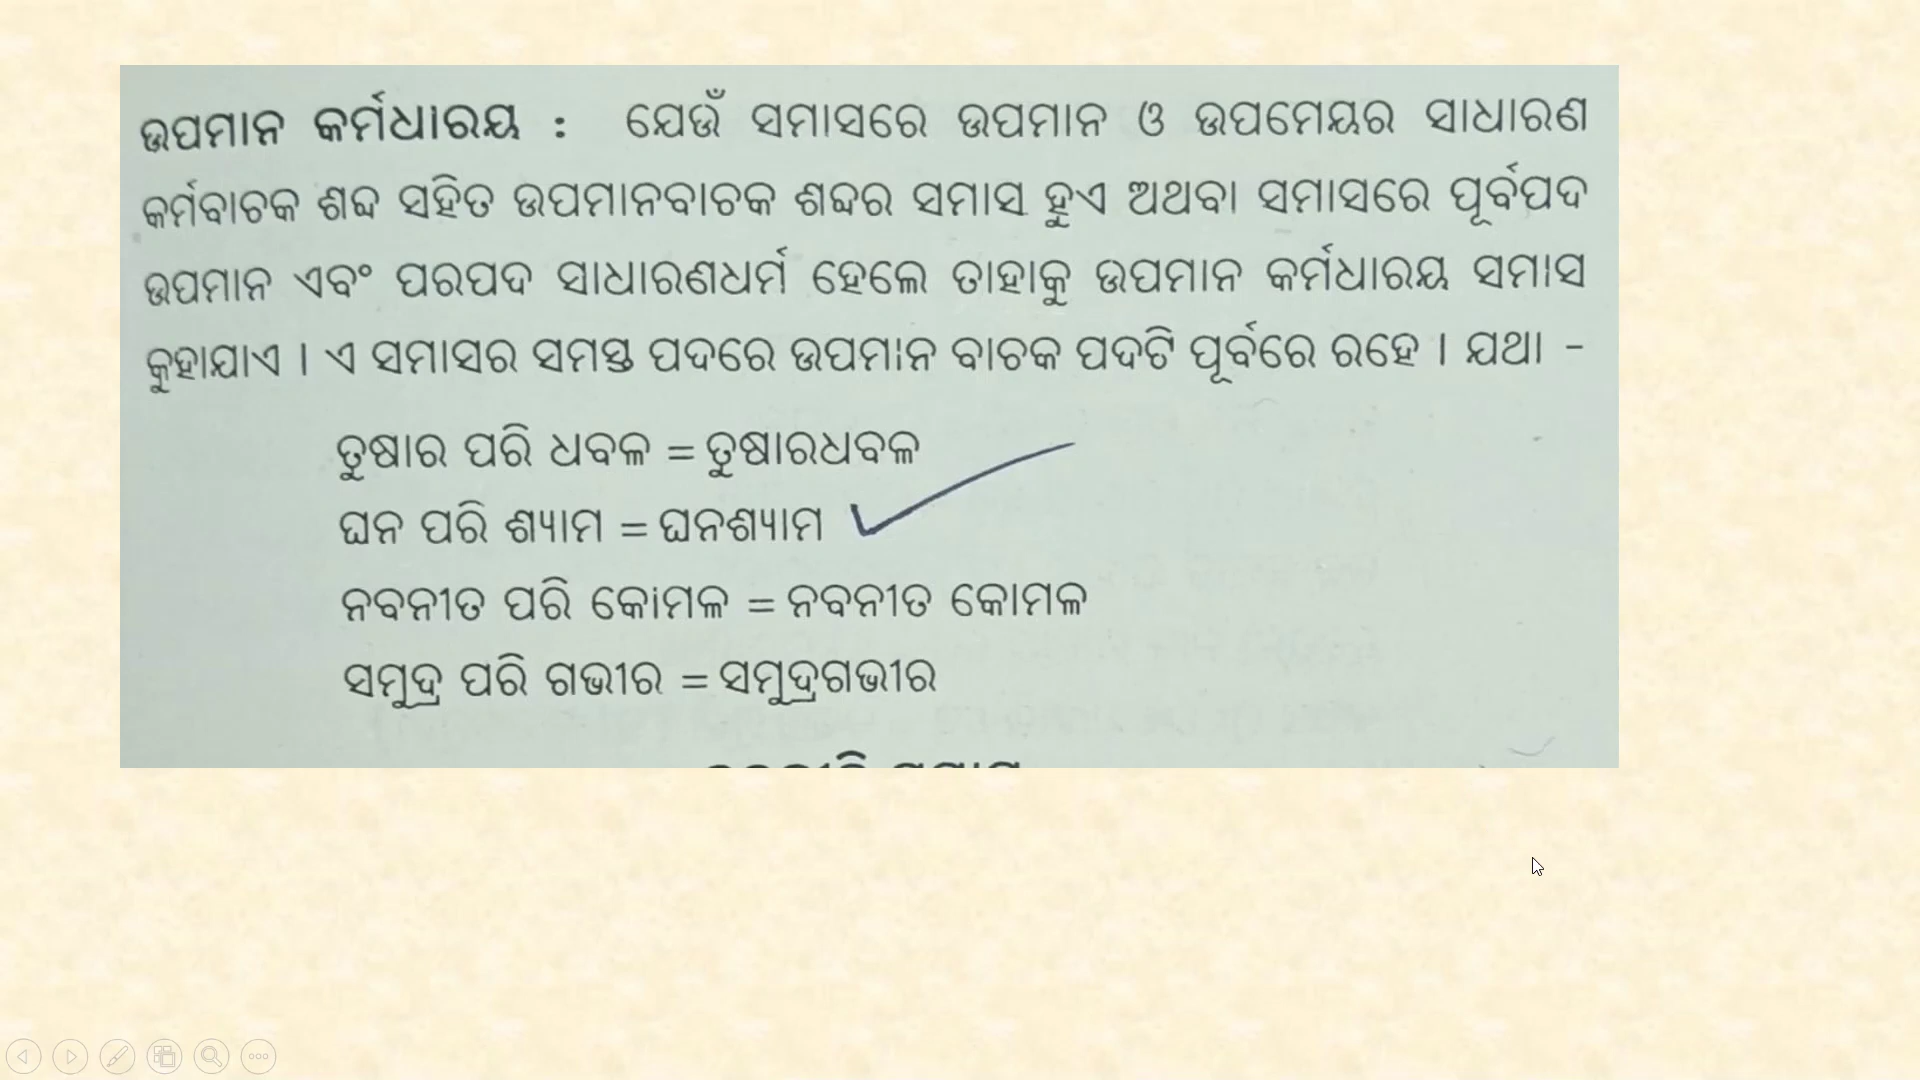 ଉପମାନ କର୍ମଧାରୟ : ଯେଉଁ ସମାସରେ ଉପମାନ ଓ ଉପମେୟର ସାଧାରଣ
କର୍ମବାଚକ ଶବ୍ଦ ସହିତ ଉପମାନବାଚକ ଶବ୍ଦର ସମାସ ହୁଏ ଅଥବା ସମାସରେ ପୂର୍ବପଦ
ଉପମାନ ଏବଂ ପରପଦ ସାଧାରଣଧର୍ମ ହେଲେ ତାହାକୁ ଉପମାନ କର୍ମଧାରୟ ସମାସ
କୁହାଯାଏ । ଏ ସମାସର ସମସ୍ତ ପଦରେ ଉପମାନ ବାଚକ ପଦଟି ପୂର୍ବରେ ରହେ । ଯଥା -
ତୁଷାର ପରି ଧବଳ = ତୁଷାରଧବଳ
ଘନ ପରି ଶ୍ୟାମ = ଘନଶ୍ୟାମ
ନବନୀତ ପରି କୋମଳ = ନବନୀତ କୋମଳ
ସମୁଦ୍ର ପରି ଗଭୀର = ସମୁଦ୍ରଗଭୀର